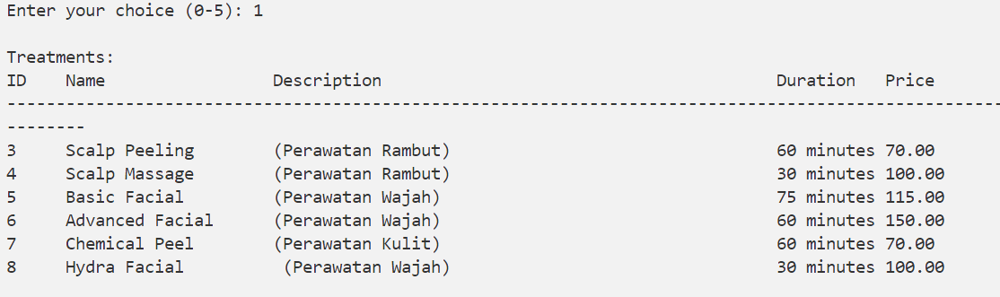 Enter your choice (0-5): 1
Treatments:
ID    Name                 Description                                        Duration   Price
----------------------------------------------------------------------------------------------------
--------
3     Scalp Peeling        (Perawatan Rambut)                                 60 minutes 70.00
4     Scalp Massage        (Perawatan Rambut)                                 30 minutes 100.00
5     Basic Facial         (Perawatan Wajah)                                  75 minutes 115.00
6     Advanced Facial      (Perawatan Wajah)                                  60 minutes 150.00
7     Chemical Peel        (Perawatan Kulit)                                  60 minutes 70.00
8     Hydra Facial          (Perawatan Wajah)                                 30 minutes 100.00